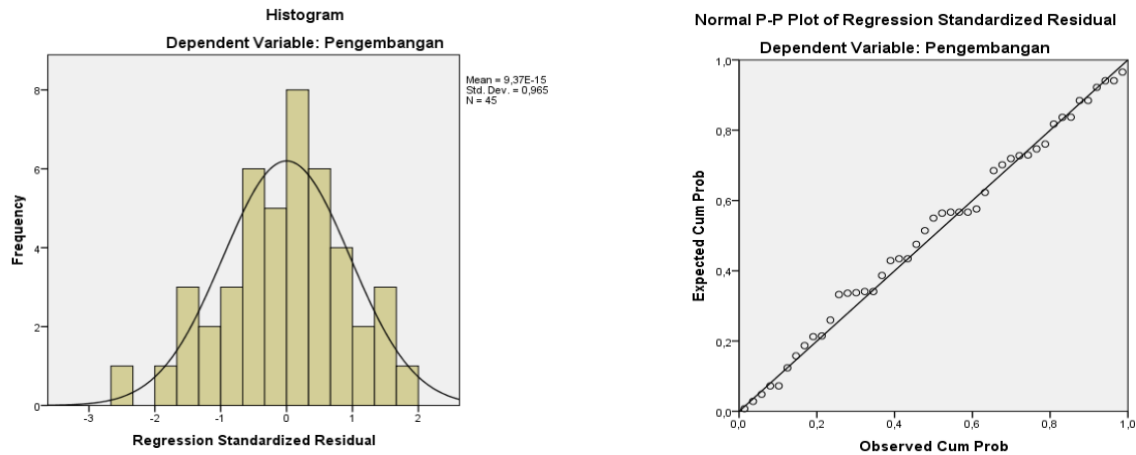 Histogram
Dependent Variable: Pengembangan
Mean = 9,37E-15
Std. Dev. = 0,965
N = 45
8
6
4
2
0
Frequency
-3
-2
-1
0
1
2
Regression Standardized Residual
Normal P-P Plot of Regression Standardized Residual
Dependent Variable: Pengembangan
1,0
0,8
0,6
0,4
0,2
0,0
Expected Cum Prob
0,0
0,2
0,4
0,6
0,8
1,0
Observed Cum Prob